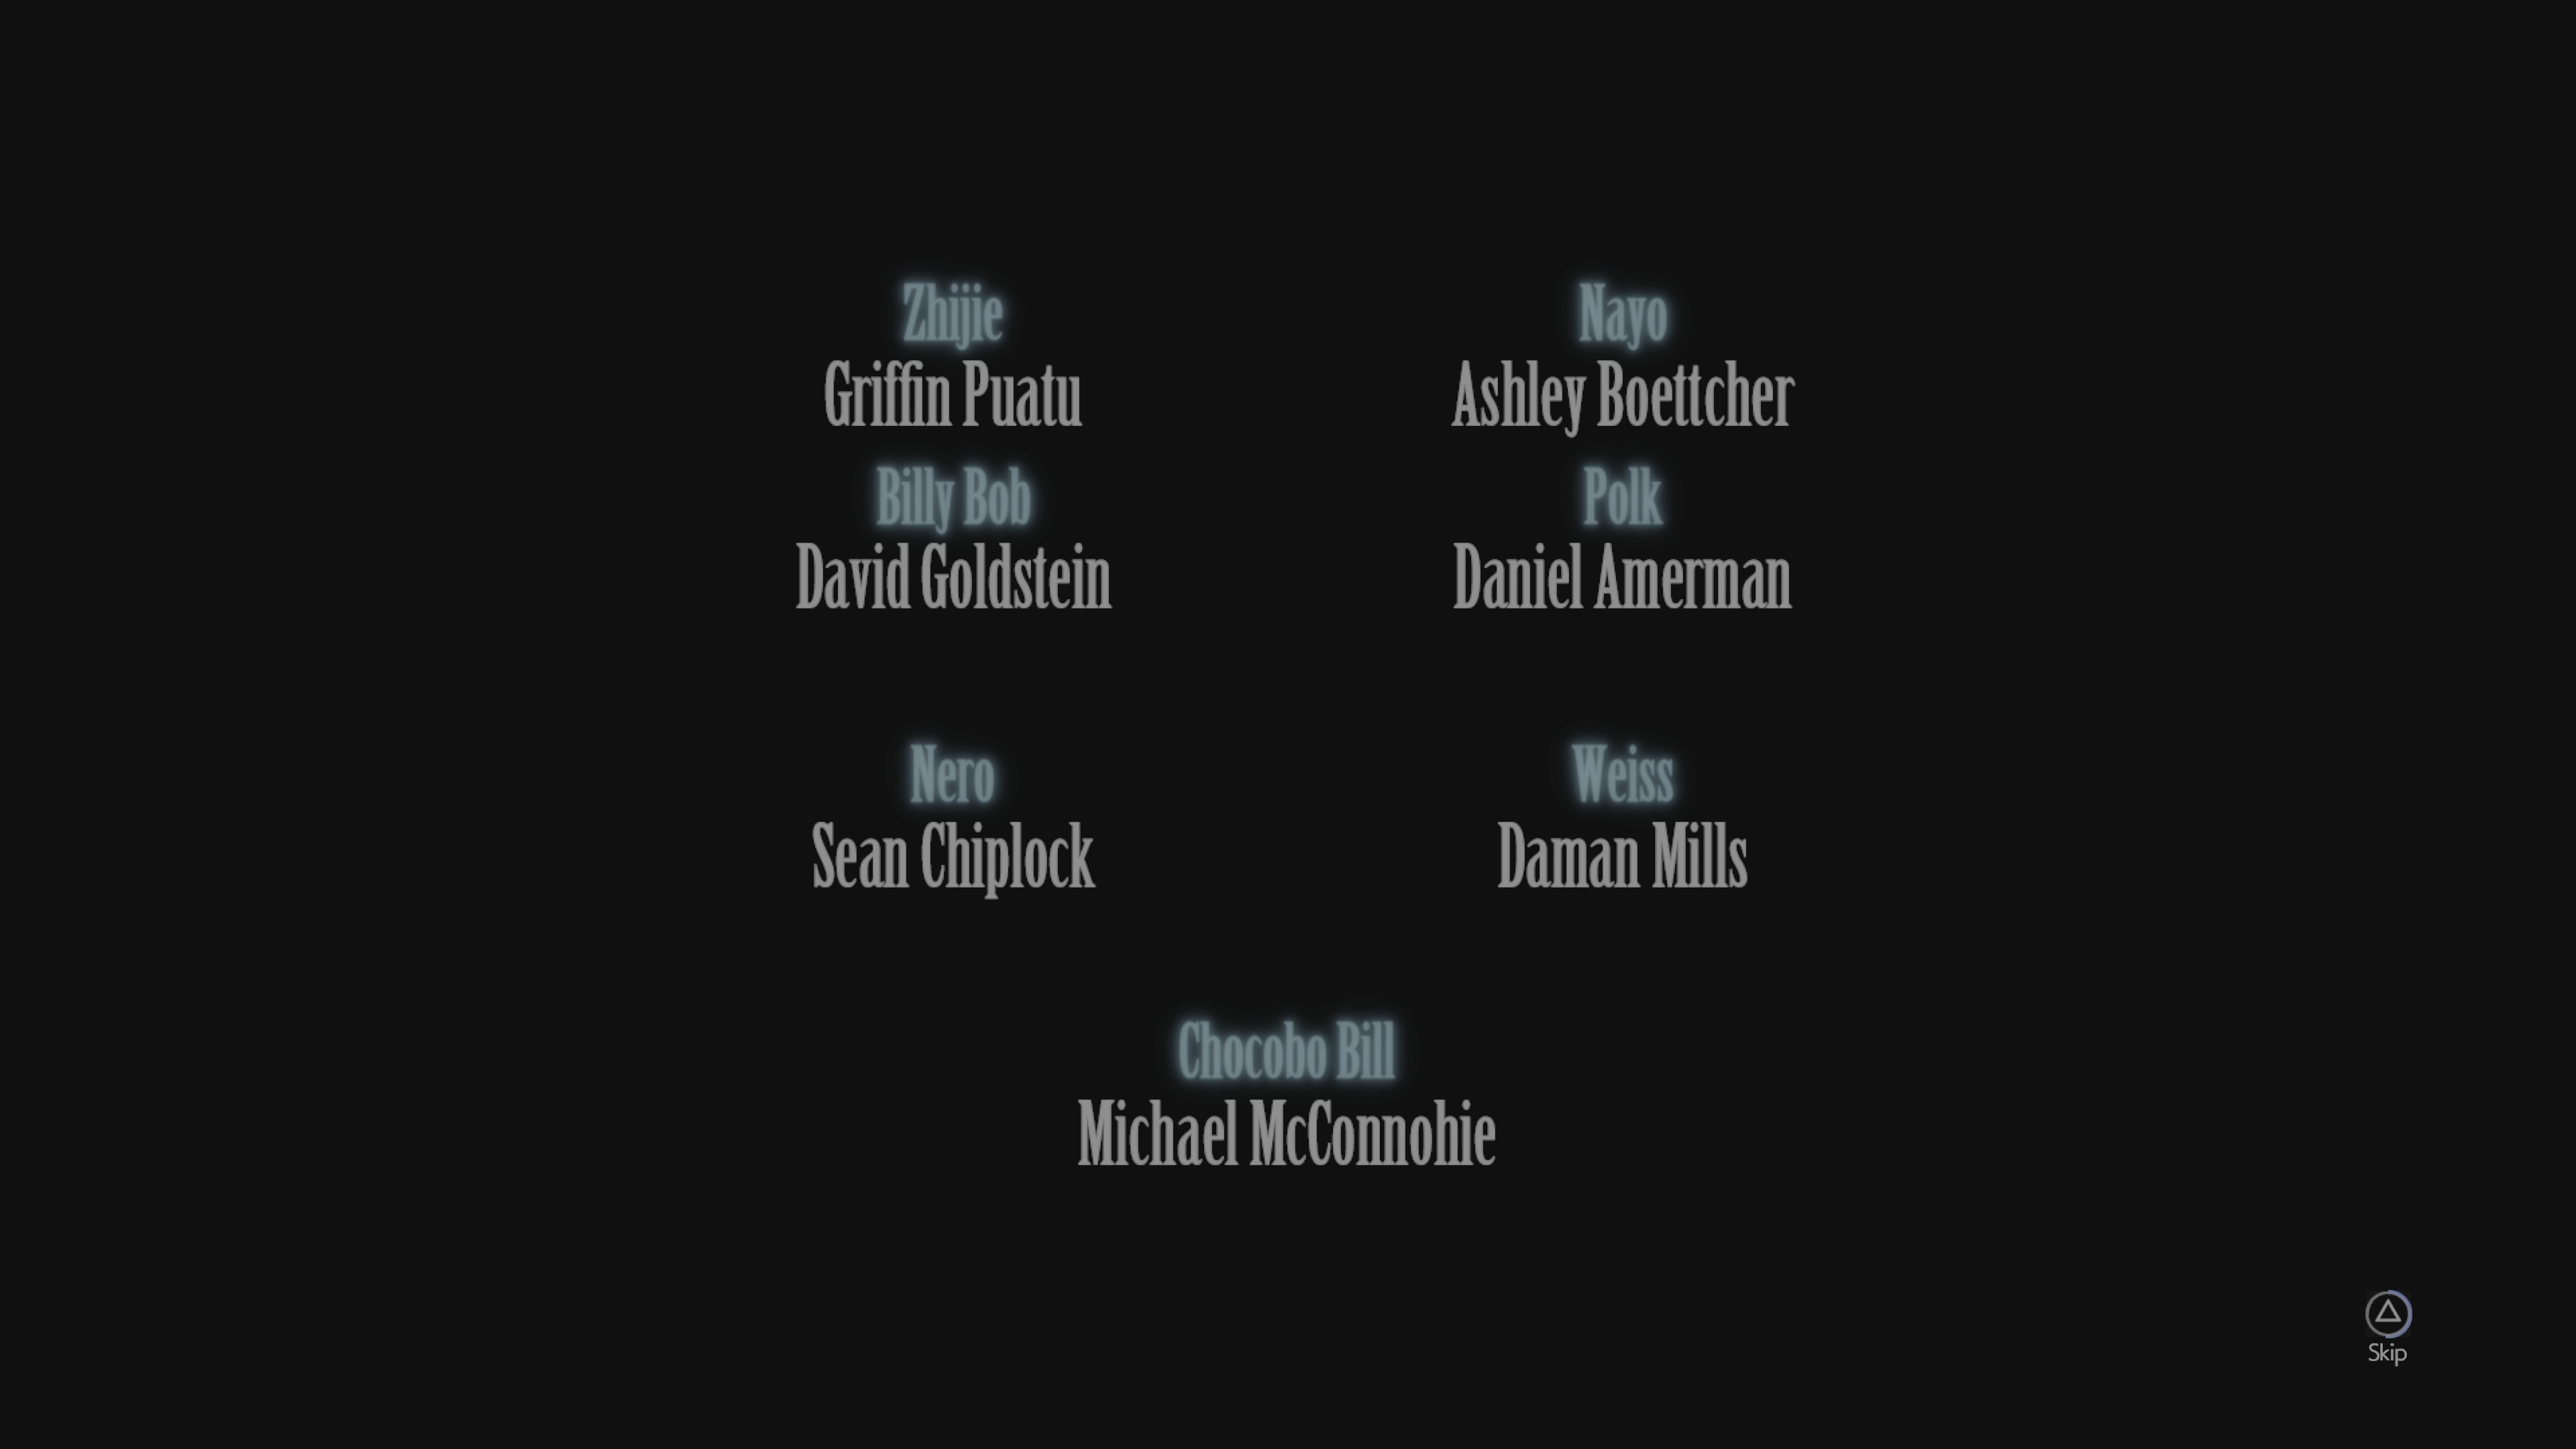 Zhijie
Griffin Puatu
Nayo
Ashley Boettcher
Billy Bob
David Goldstein
Polk
Daniel Amerman
Nero
Sean Chiplock
Weiss
Daman Mills
Chocobo Bill
Michael McConnohie
Skip